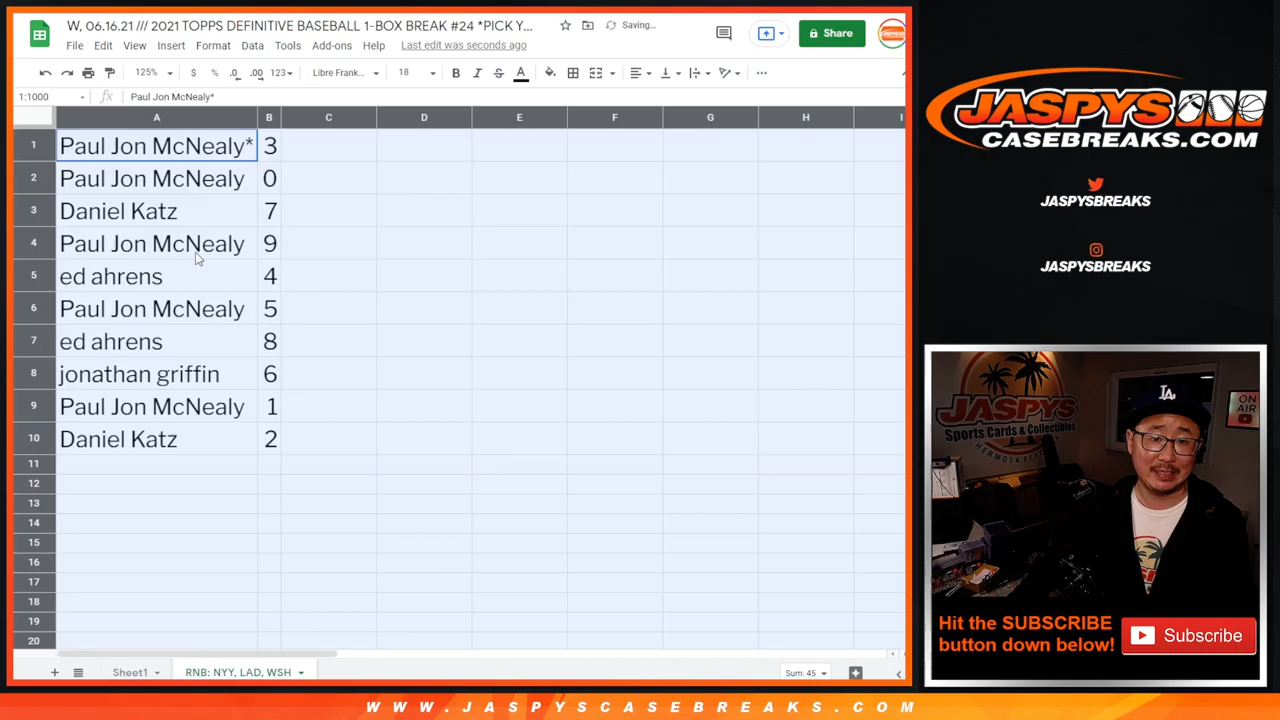 W, 06.16.21 /// 2021 TOPPS DEFINITIVE BASEBALL 1-BOX BREAK #24 *PICK Y...
Saving...
Share
File Edit View Insert Format Data Tools Add-ons Help Last edit was seconds ago
125% $ % .0 .00 123 Libre Frank... 18 B I S A
1:1000 fx Paul Jon McNealy*
A B C D E F G H I
1 Paul Jon McNealy* 3
2 Paul Jon McNealy 0
3 Daniel Katz 7
4 Paul Jon McNealy 9
5 ed ahrens 4
6 Paul Jon McNealy 5
7 ed ahrens 8
8 jonathan griffin 6
9 Paul Jon McNealy 1
10 Daniel Katz 2
11
12
13
14
15
16
17
18
19
20
Sheet1 RNB: NYY, LAD, WSH Sum: 45
JASPYS
CASEBREAKS.COM
JASPYSBREAKS
JASPYSBREAKS
JASPYS
Sports Cards & Collectibles
HERMOSA BEACH
LA
ON AIR
Hit the SUBSCRIBE
button down below!
Subscribe
WWW.JASPYSCASEBREAKS.COM